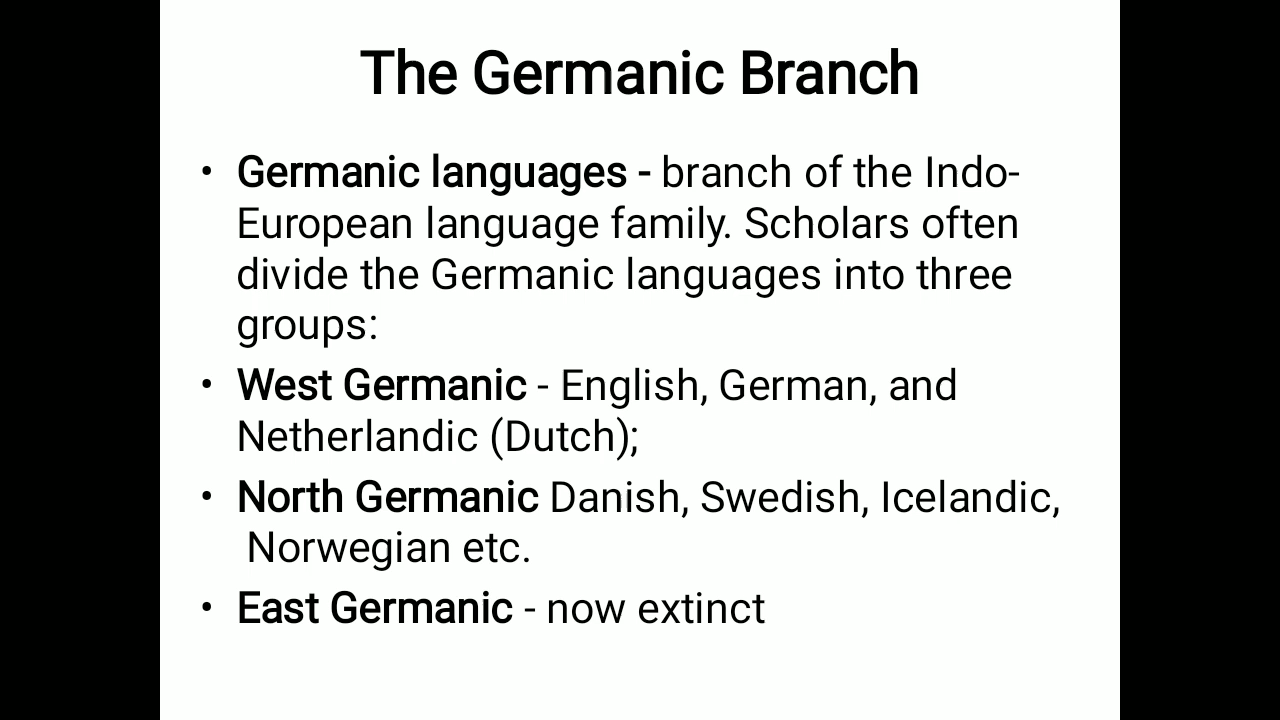 The Germanic Branch
• Germanic languages - branch of the Indo-
European language family. Scholars often
divide the Germanic languages into three
groups:
• West Germanic - English, German, and
Netherlandic (Dutch);
• North Germanic Danish, Swedish, Icelandic,
Norwegian etc.
• East Germanic - now extinct